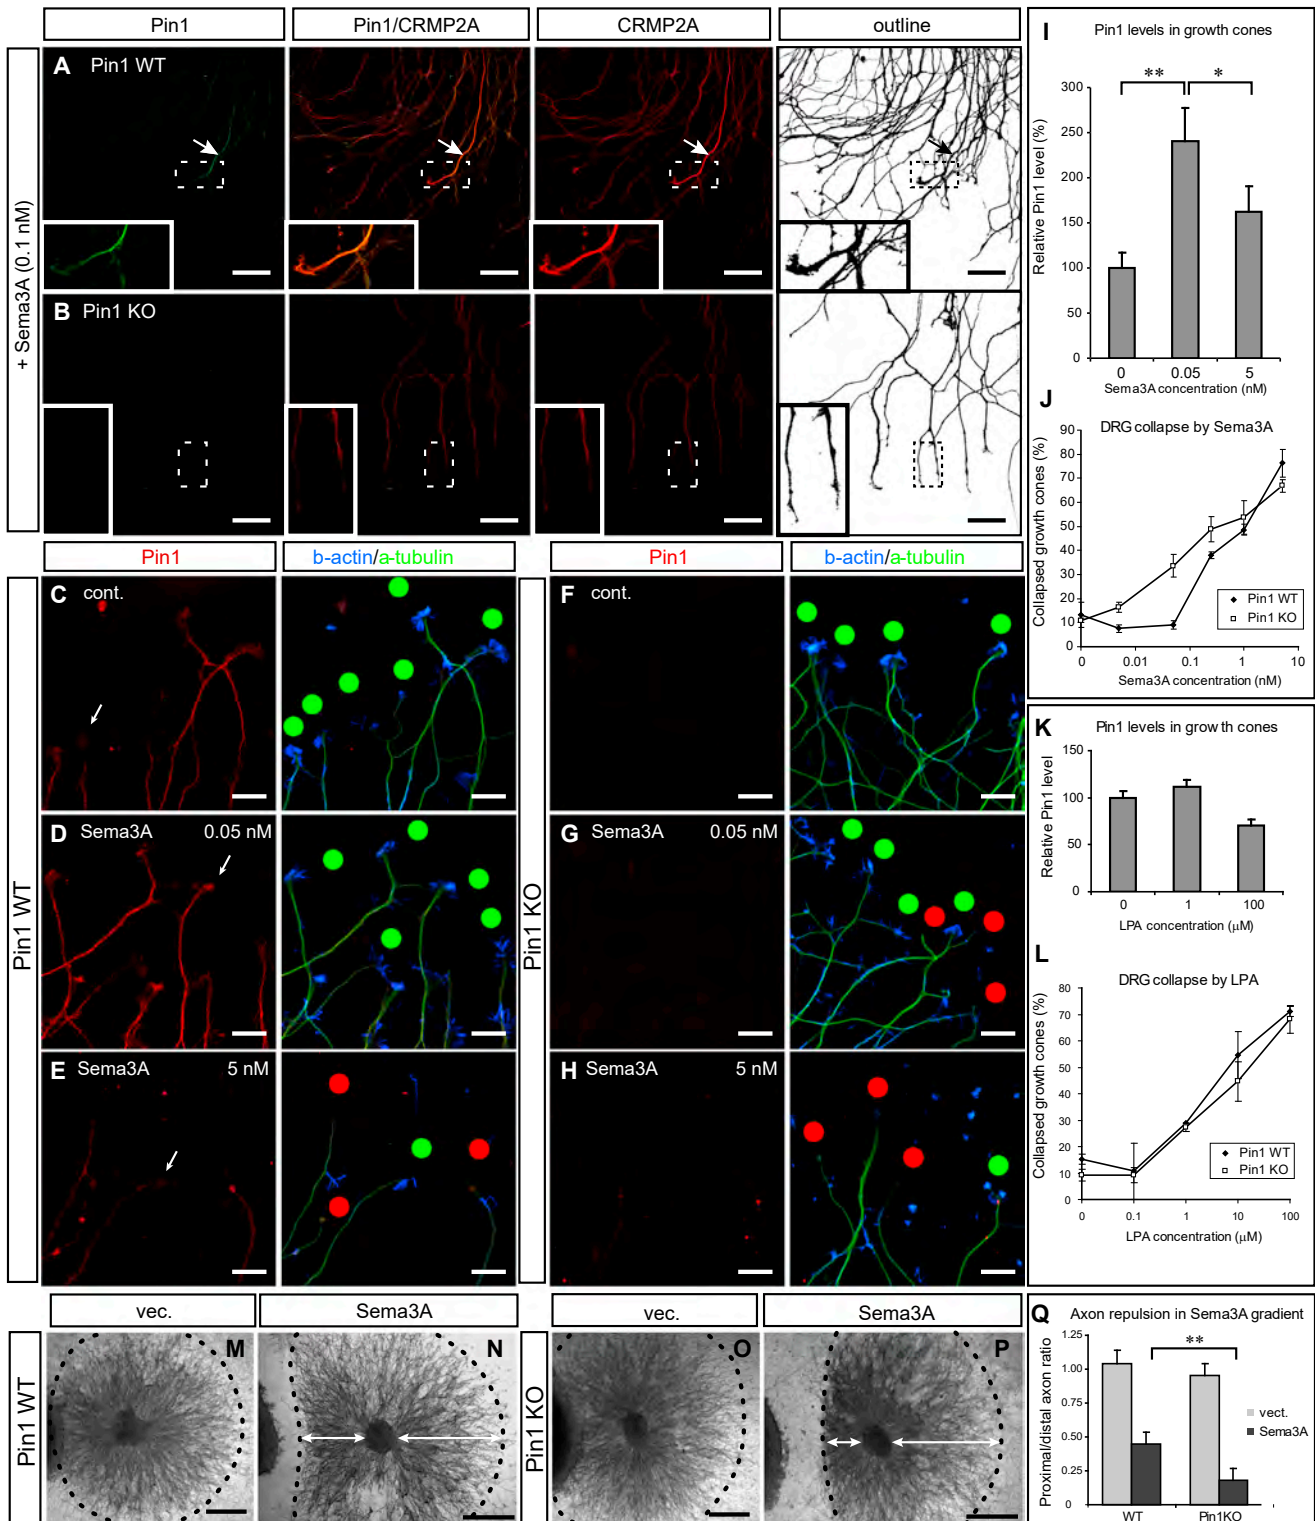 Pin1
Pin1/CRMP2A
CRMP2A
outline
+ Sema3A (0.1 nM)
A Pin1 WT
B Pin1 KO
Pin1
b-actin/a-tubulin
Pin1
b-actin/a-tubulin
Pin1 WT
C cont.
D Sema3A 0.05 nM
E Sema3A 5 nM
Pin1 KO
F cont.
G Sema3A 0.05 nM
H Sema3A 5 nM
I Pin1 levels in growth cones
** *
Relative Pin1 level (%)
300
250
200
150
100
50
0
0 0.05 5
Sema3A concentration (nM)
J
DRG collapse by Sema3A
Collapsed growth cones (%)
90
80
70
60
50
40
30
20
10
0
Pin1 WT
Pin1 KO
0 0.01 0.1 1 10
Sema3A concentration (nM)
K Pin1 levels in growth cones
Relative Pin1 level
150
100
50
0
0 1 100
LPA concentration (μM)
L
DRG collapse by LPA
Collapsed growth cones (%)
80
70
60
50
40
30
20
10
0
Pin1 WT
Pin1 KO
0 0.1 1 10 100
LPA concentration (μM)
vec.
Sema3A
vec.
Sema3A
Pin1 WT
M
N
Pin1 KO
O
P
Q Axon repulsion in Sema3A gradient
**
Proximal/distal axon ratio
1.25
1.00
0.75
0.50
0.25
0
vect.
Sema3A
WT Pin1KO